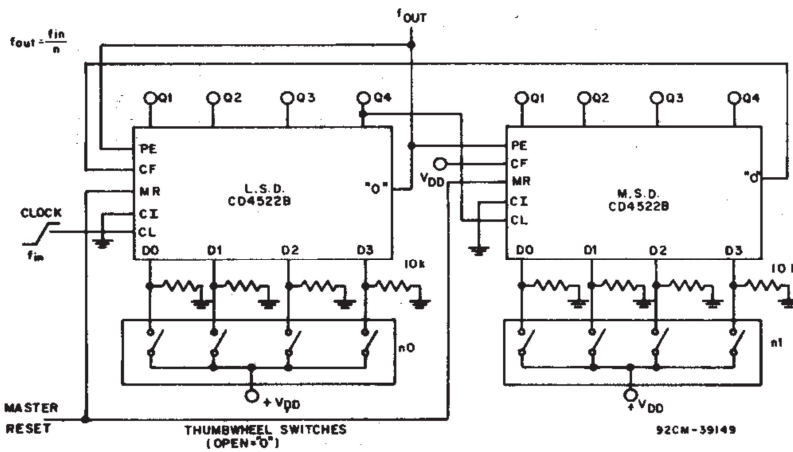 fOUT
fout = fin/n
Q1 Q2 Q3 Q4
Q1 Q2 Q3 Q4
PE
CF
MR
CI
CL
L.S.D.
CD4522B
"0"
VDD
PE
CF
MR
CI
CL
M.S.D.
CD4522B
"0"
CLOCK
fin
D0 D1 D2 D3
D0 D1 D2 D3
10k
10
n0
n1
+ VDD
+ VDD
MASTER
RESET
THUMBWHEEL SWITCHES
(OPEN="0")
92CM-39149